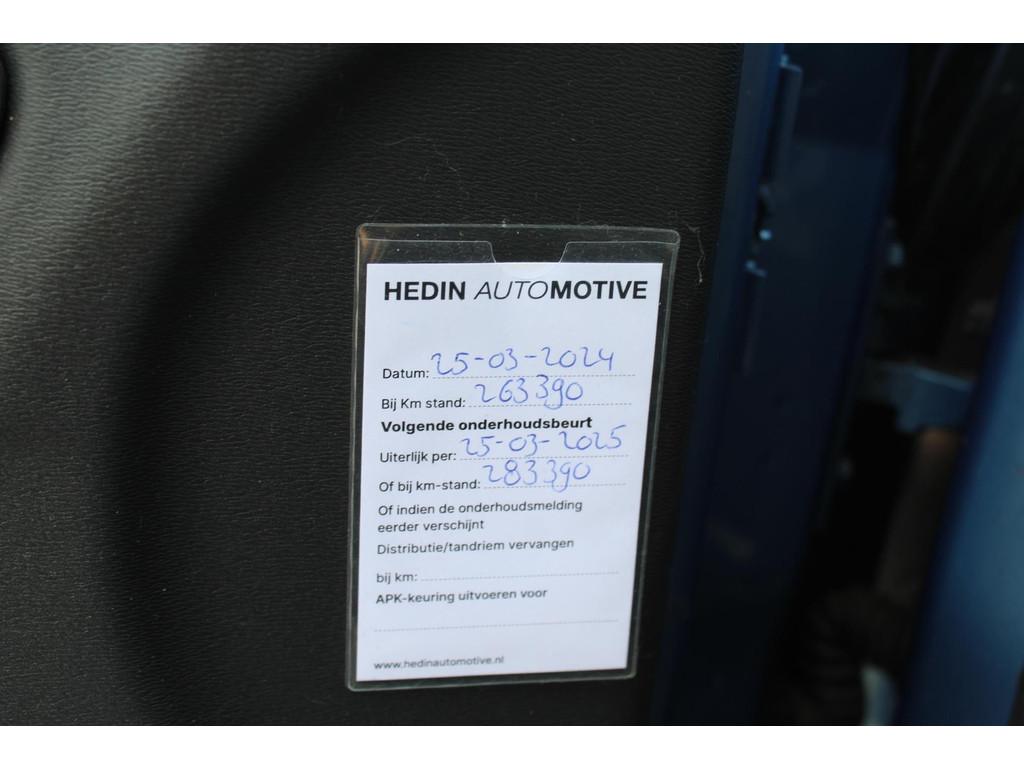 HEDIN AUTOMOTIVE
Datum: 25-03-2024
Bij Km stand: 263390
Volgende onderhoudsbeurt
Uiterlijk per: 25-03-2025
Of bij km-stand: 283390
Of indien de onderhoudsmelding
eerder verschijnt
Distributie/tandriem vervangen
bij km:
APK-keuring uitvoeren voor
www.hedinautomotive.nl